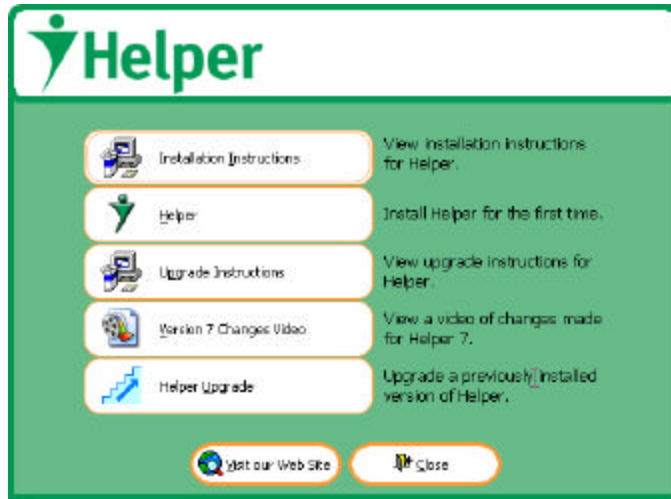 Helper
Installation Instructions
View installation instructions
for Helper.
Helper
Install Helper for the first time.
Upgrade Instructions
View upgrade instructions for
Helper.
Version 7 Changes Video
View a video of changes made
for Helper 7.
Helper Upgrade
Upgrade a previously installed
version of Helper.
Visit our Web Site
Close